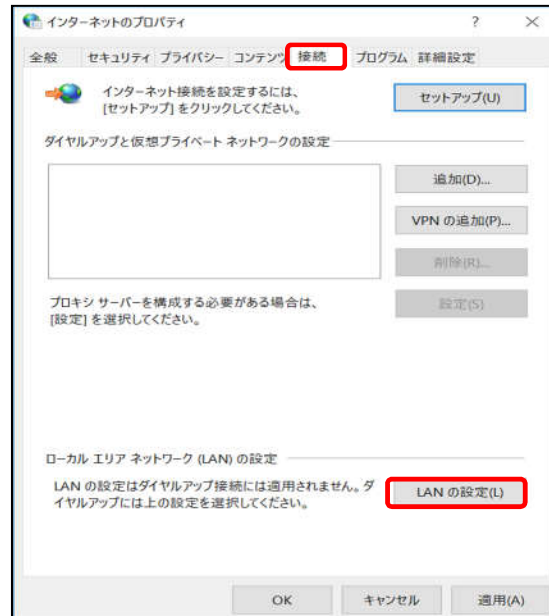 インターネットのプロパティ
?
×
全般 セキュリティ プライバシー コンテンツ 接続 プログラム 詳細設定
インターネット接続を設定するには、
[セットアップ] をクリックしてください。
セットアップ(U)
ダイヤルアップと仮想プライベート ネットワークの設定
追加(D)...
VPN の追加(P)...
削除(R)...
プロキシ サーバーを構成する必要がある場合は、
[設定] を選択してください。
設定(S)
ローカル エリア ネットワーク (LAN) の設定
LAN の設定はダイヤルアップ接続には適用されません。ダ
イヤルアップには上の設定を選択してください。
LAN の設定(L)
OK キャンセル 適用(A)